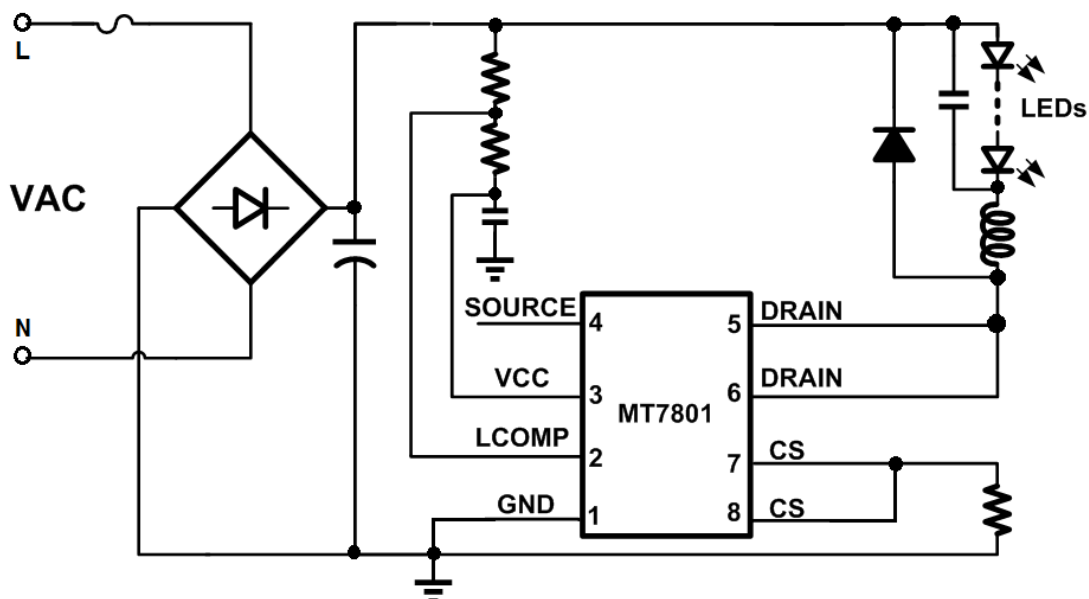 L
VAC
N
LEDs
SOURCE
4
5
DRAIN
VCC
3
6
DRAIN
MT7801
LCOMP
2
7
CS
GND
1
8
CS